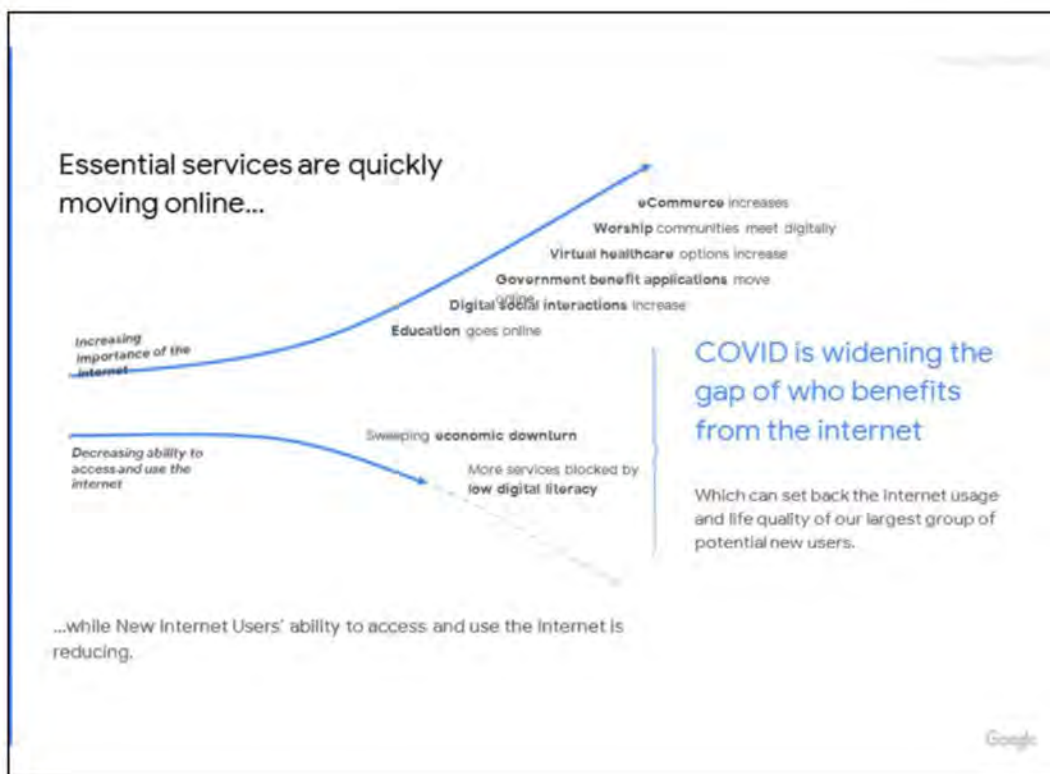 Essential services are quickly
moving online...
eCommerce increases
Worship communities meet digitally
Virtual healthcare options increase
Government benefit applications move
online
Digital social interactions increase
Education goes online
Increasing
importance of the
internet
Decreasing ability to
access and use the
internet
Sweeping economic downturn
More services blocked by
low digital literacy
COVID is widening the
gap of who benefits
from the internet
Which can set back the Internet usage
and life quality of our largest group of
potential new users.
...while New Internet Users' ability to access and use the Internet is
reducing.
Google